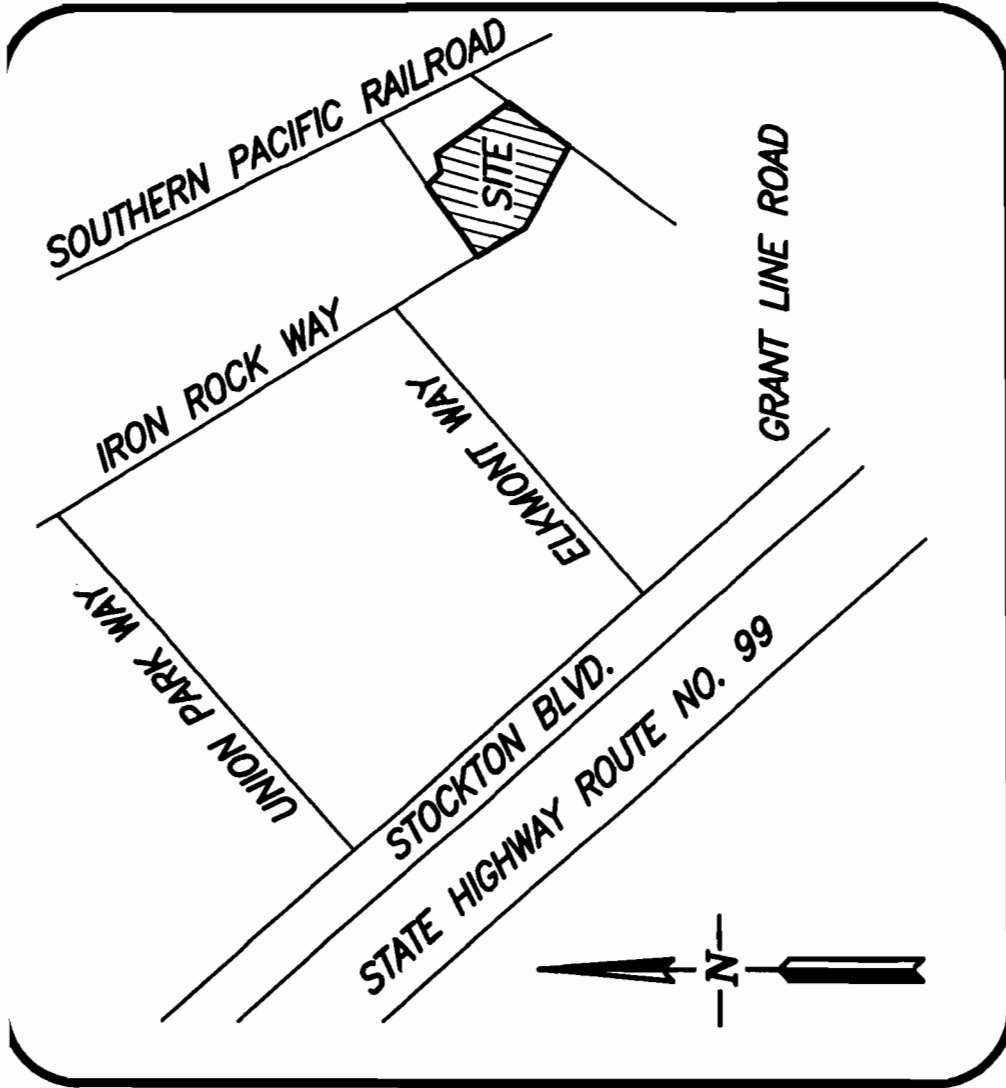 SOUTHERN PACIFIC RAILROAD
SITE
IRON ROCK WAY
GRANT LINE ROAD
ELKMONT WAY
UNION PARK WAY
STOCKTON BLVD.
STATE HIGHWAY ROUTE NO. 99
N